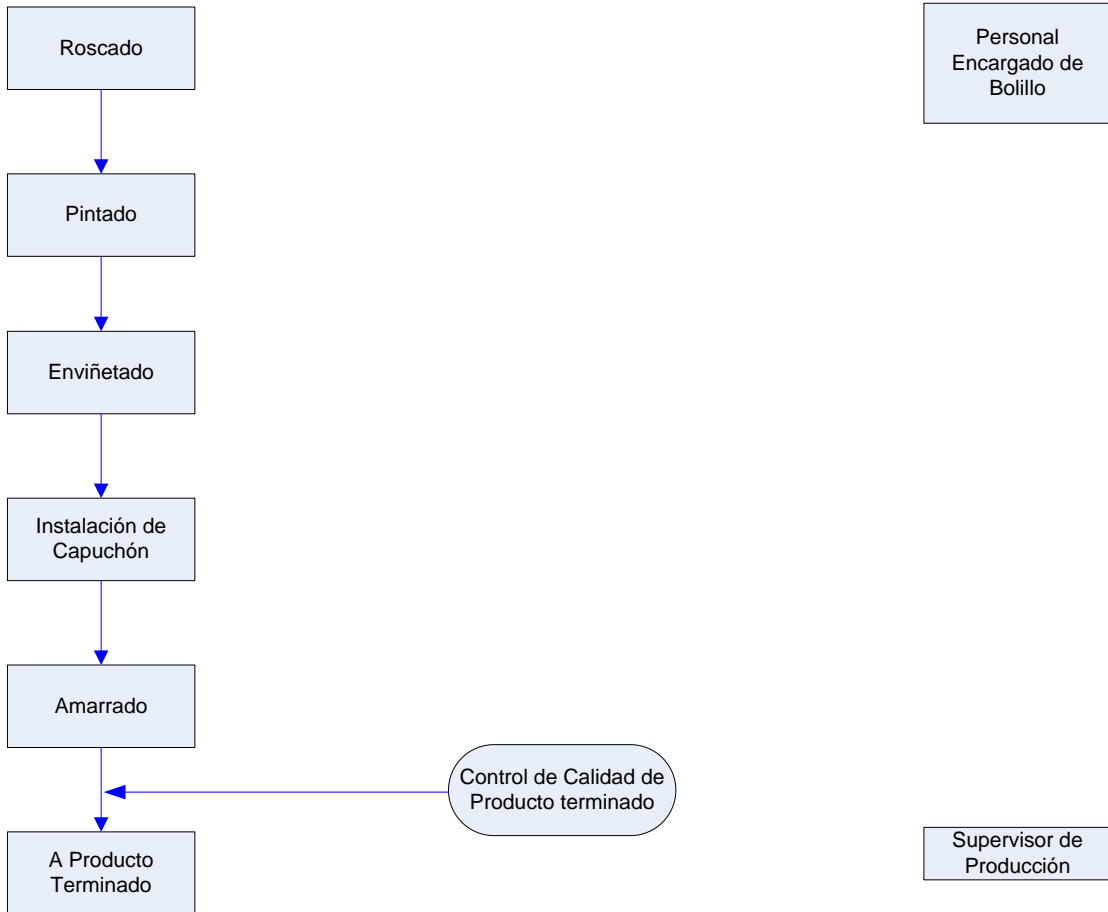 Roscado
Personal
Encargado de
Bolillo
Pintado
Enviñetado
Instalación de
Capuchón
Amarrado
Control de Calidad de
Producto terminado
A Producto
Terminado
Supervisor de
Producción